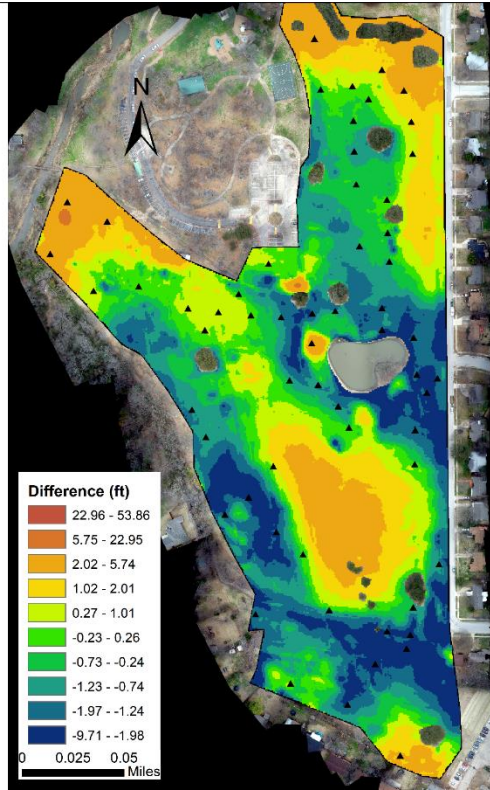 N
Difference (ft)
22.96 - 53.86
5.75 - 22.95
2.02 - 5.74
1.02 - 2.01
0.27 - 1.01
-0.23 - 0.26
-0.73 - -0.24
-1.23 - -0.74
-1.97 - -1.24
-9.71 - -1.98
0 0.025 0.05
Miles